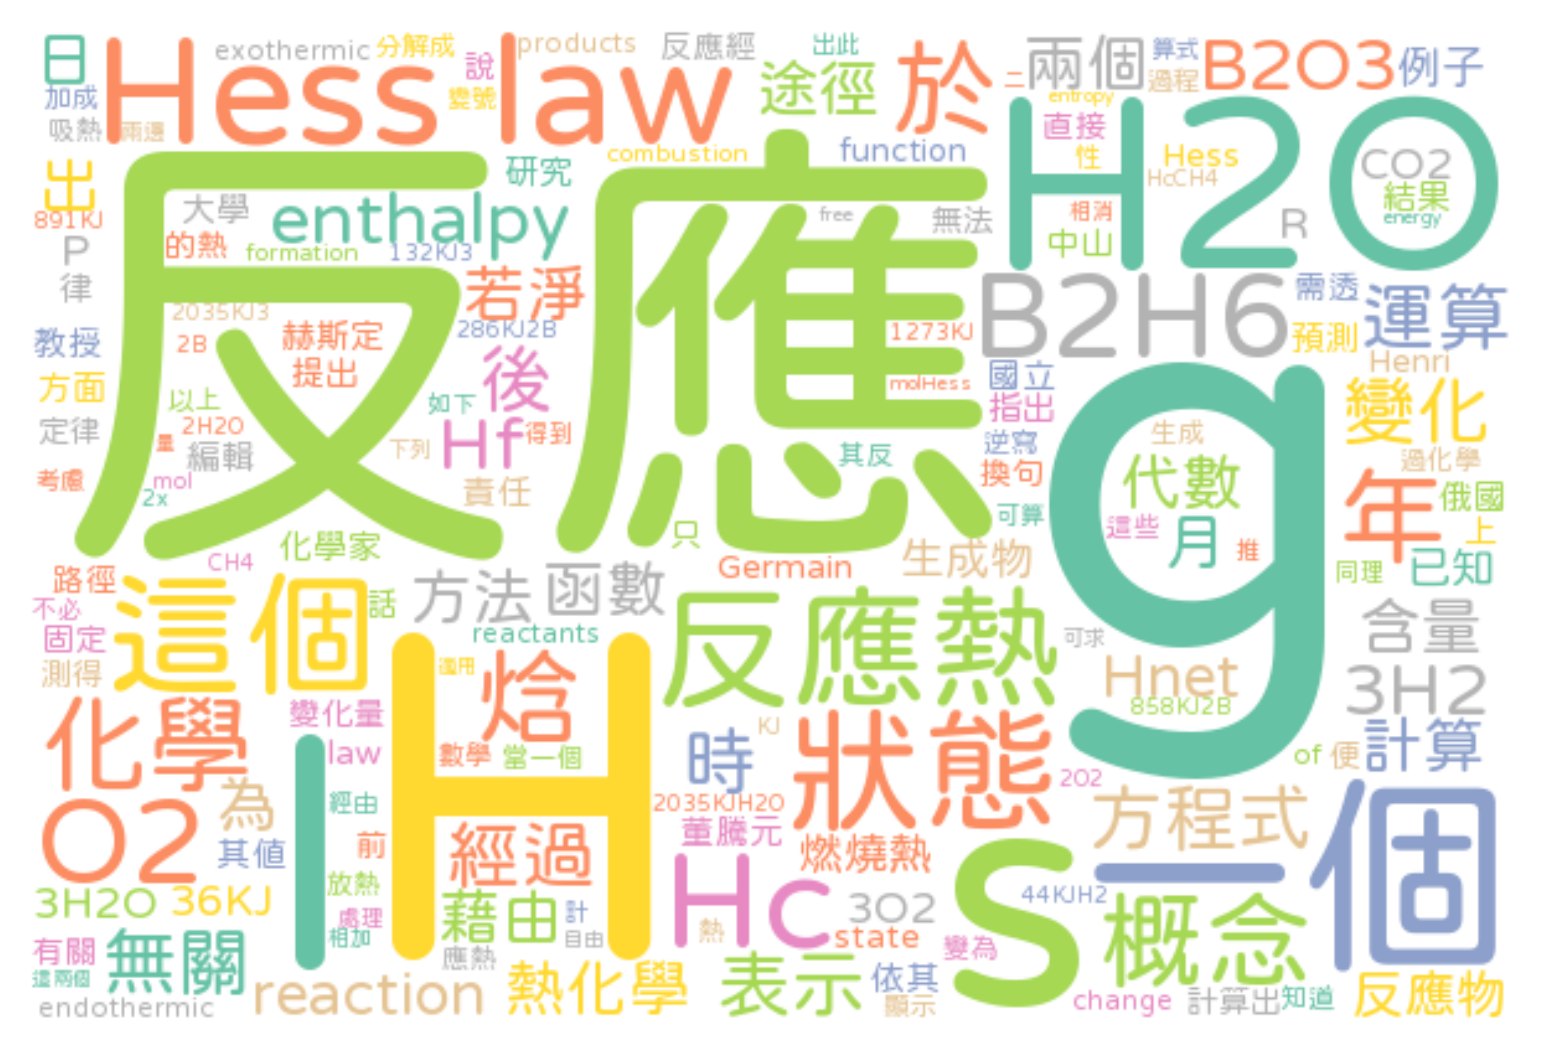 日
Hess law
exothermic
分解成
說
products
反應經
出此
途徑
於
二
兩個
算式
過程
B2O3
例子
加成
變號
吸熱
兩邊
entropy
直接
H2O
combustion
function
性
Hess
HcCH4
CO2
結果
energy
出
反應
研究
891KJ
大學
enthalpy
free
無法
相消
R
中山
P
的熱
formation
132KJ3
律
若淨
B2H6
需透
運算
2035KJ3
教授
2B
赫斯定
286KJ2B
1273KJ
預測
Henri
提出
後
molHess
國立
g
方面
以上
如下
指出
變化
定律
量
2H2O
編輯
下列
Hf
得到
其反
逆寫
生成
過化學
考慮
mol
2x
責任
換句
代數
年
俄國
可算
這些
月
推
上
化學家
只
CH4
Germain
生成物
同理
已知
路徑
這個
話
方法
函數
不必
固定
reactants
反應熱
可求
含量
測得
適用
焓
Hnet
3H2
858KJ2B
化學
變化量
IH
law
數學
當一個
時
KJ
狀態
2O2
of
便
計算
為
經由
2035KJH2O
方程式
一個
O2
其值
前
經過
董騰元
燃燒熱
s
3H2O
36KJ
放熱
處理
藉由
計
Hc
3O2
44KJH2
概念
有關
無關
相加
自由
熱
state
變為
這兩個
應熱
endothermic
reaction
熱化學
表示
依其
顯示
change
計算出
知道
反應物